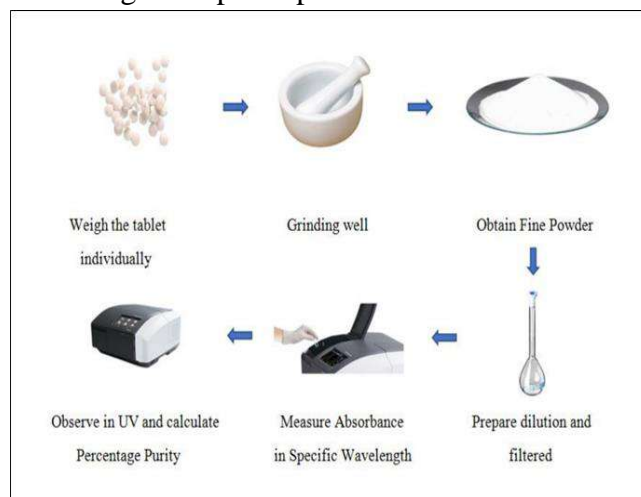 Weigh the tablet
individually
Grinding well
Obtain Fine Powder
Observe in UV and calculate
Percentage Purity
Measure Absorbance
in Specific Wavelength
Prepare dilution and
filtered